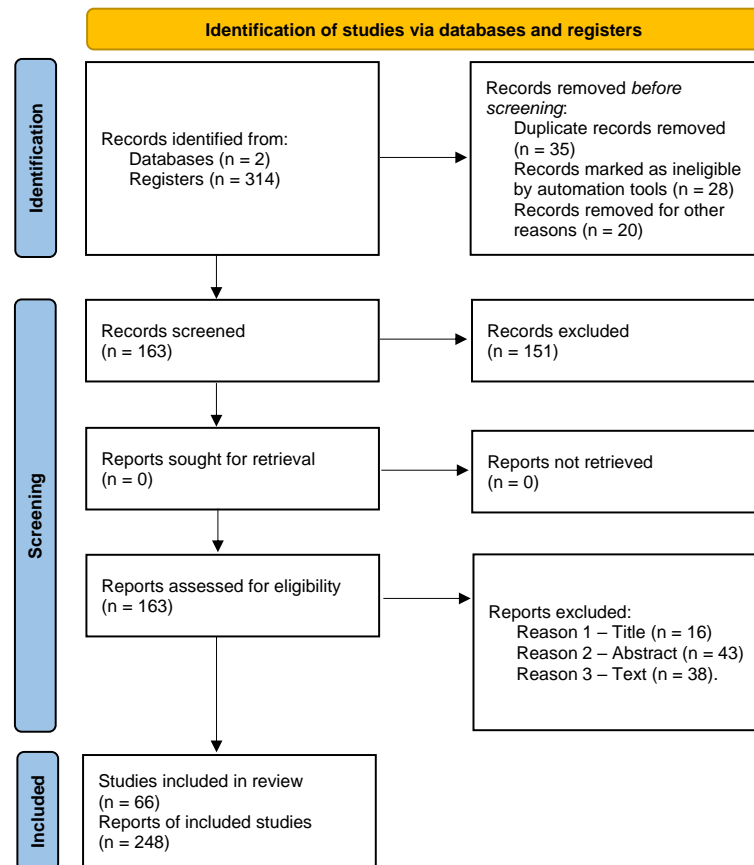 Identification of studies via databases and registers
Identification
Records identified from:
Databases (n = 2)
Registers (n = 314)
Records removed before
screening:
Duplicate records removed
(n = 35)
Records marked as ineligible
by automation tools (n = 28)
Records removed for other
reasons (n = 20)
Screening
Records screened
(n = 163)
Records excluded
(n = 151)
Reports sought for retrieval
(n = 0)
Reports not retrieved
(n = 0)
Reports assessed for eligibility
(n = 163)
Reports excluded:
Reason 1 – Title (n = 16)
Reason 2 – Abstract (n = 43)
Reason 3 – Text (n = 38).
Included
Studies included in review
(n = 66)
Reports of included studies
(n = 248)